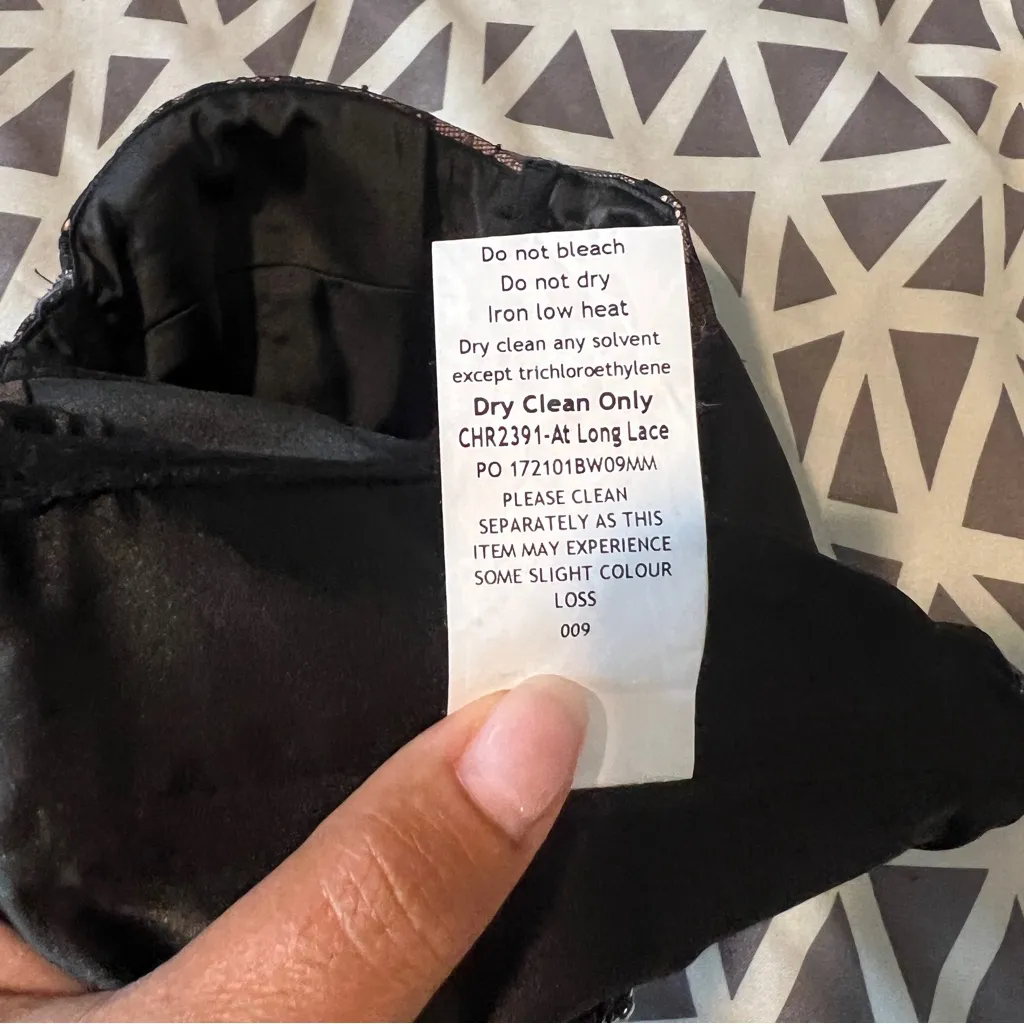 Do not bleach
Do not dry
Iron low heat
Dry clean any solvent
except trichloroethylene
Dry Clean Only
CHR2391-At Long Lace
PO 172101BW09MM
PLEASE CLEAN
SEPARATELY AS THIS
ITEM MAY EXPERIENCE
SOME SLIGHT COLOUR
LOSS
009